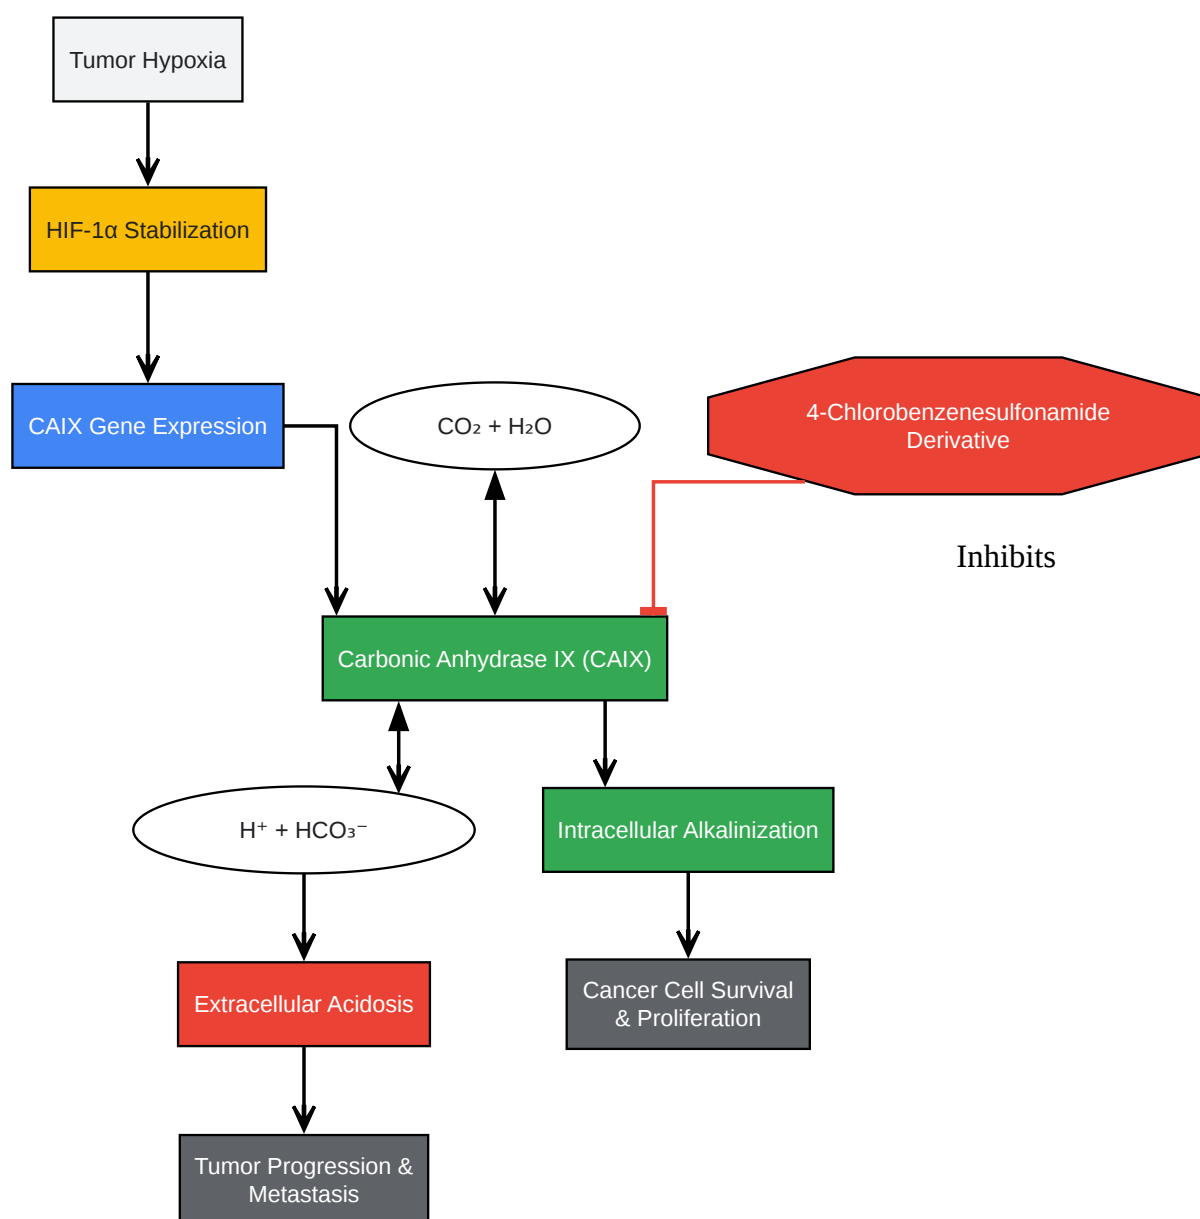 Tumor Hypoxia
HIF-1α Stabilization
CAIX Gene Expression
CO₂ + H₂O
4-Chlorobenzenesulfonamide
Derivative
Inhibits
Carbonic Anhydrase IX (CAIX)
H⁺ + HCO₃⁻
Intracellular Alkalinization
Extracellular Acidosis
Cancer Cell Survival
& Proliferation
Tumor Progression &
Metastasis